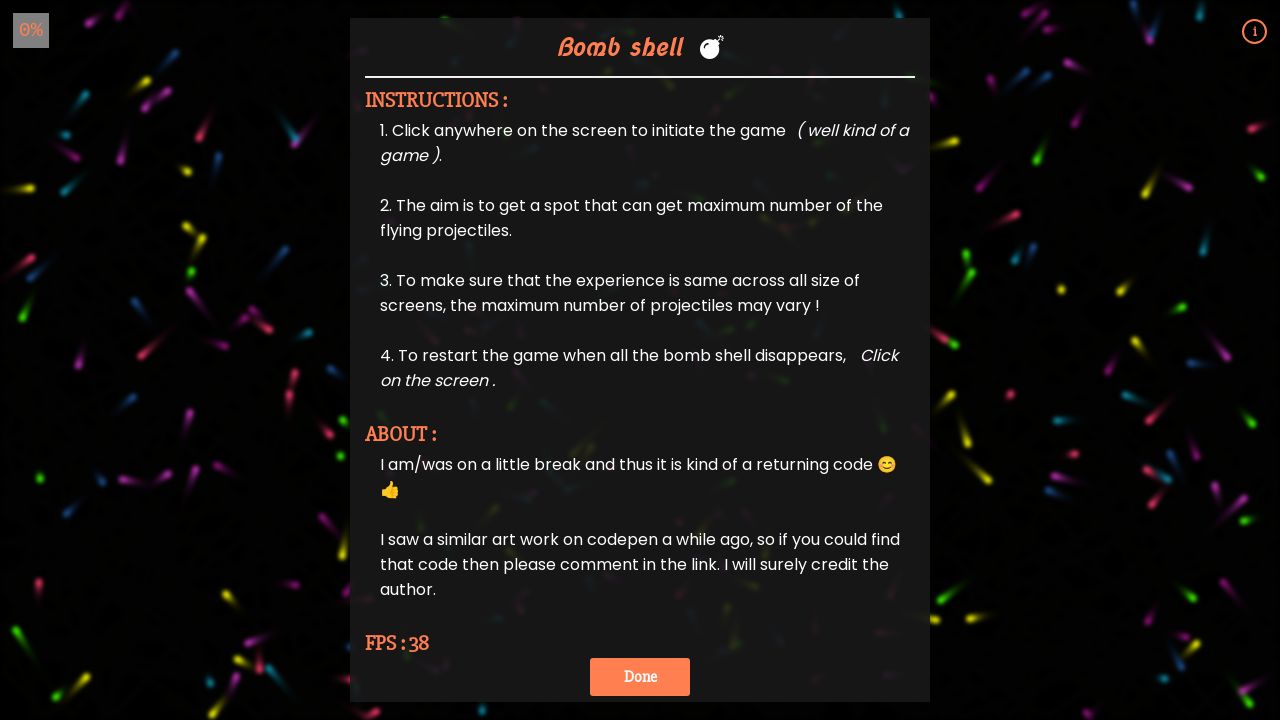 0%
Bomb shell 💣
i
INSTRUCTIONS :
1. Click anywhere on the screen to initiate the game ( well kind of a
game ).
2. The aim is to get a spot that can get maximum number of the
flying projectiles.
3. To make sure that the experience is same across all size of
screens, the maximum number of projectiles may vary !
4. To restart the game when all the bomb shell disappears, Click
on the screen .
ABOUT :
I am/was on a little break and thus it is kind of a returning code 😊
👍
I saw a similar art work on codepen a while ago, so if you could find
that code then please comment in the link. I will surely credit the
author.
FPS : 38
Done